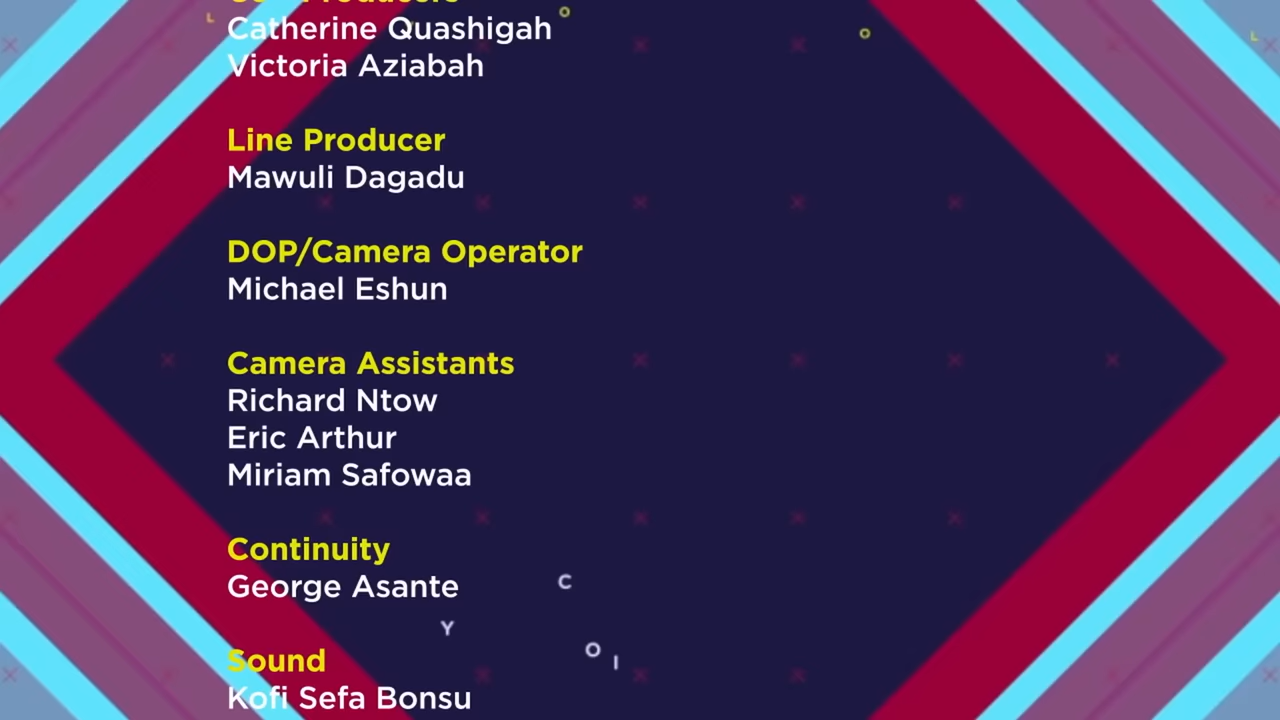 Catherine Quashigah
Victoria Aziabah
Line Producer
Mawuli Dagadu
DOP/Camera Operator
Michael Eshun
Camera Assistants
Richard Ntow
Eric Arthur
Miriam Safowaa
Continuity
George Asante
Sound
Kofi Sefa Bonsu